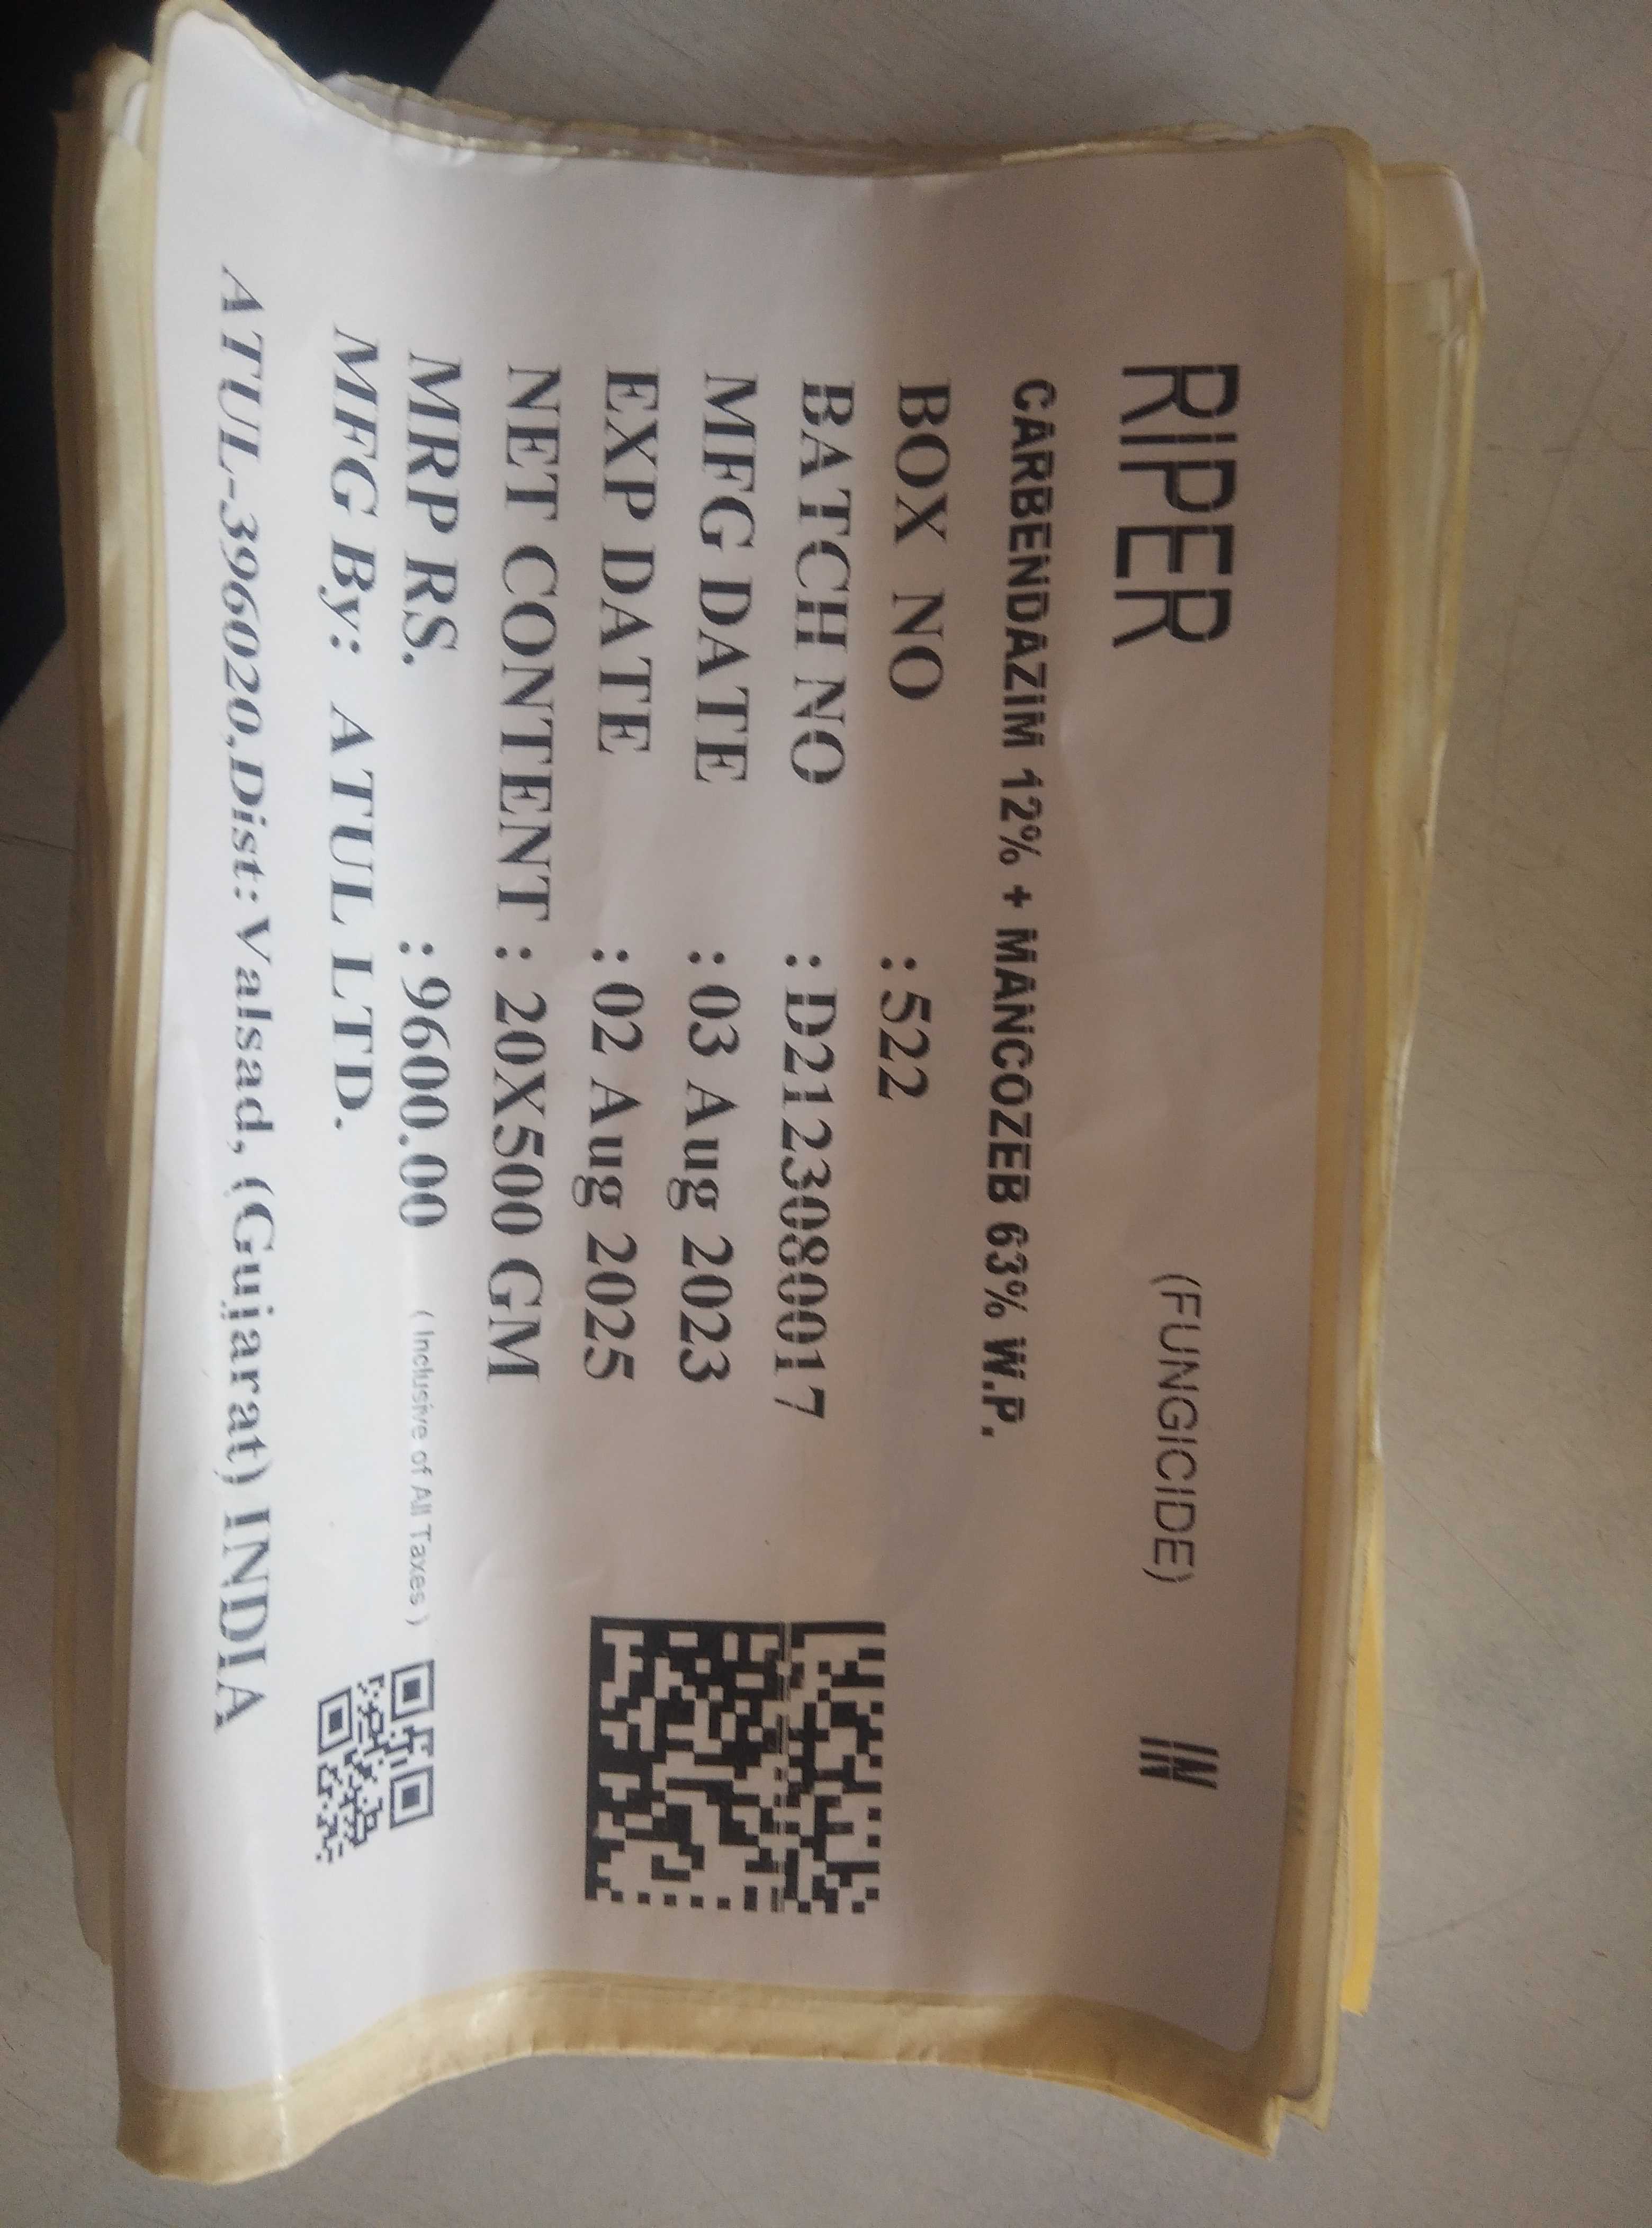 RIPER (FUNGICIDE) IN
CARBENDAZIM 12% + MANCOZEB 63% W.P.
BOX NO : 522
BATCH NO : D2123080017
MFG DATE : 03 Aug 2023
EXP DATE : 02 Aug 2025
NET CONTENT : 20X500 GM
MRP RS. : 9600.00 ( Inclusive of All Taxes )
MFG By: ATUL LTD.
ATUL-396020,Dist: Valsad, (Gujarat) INDIA